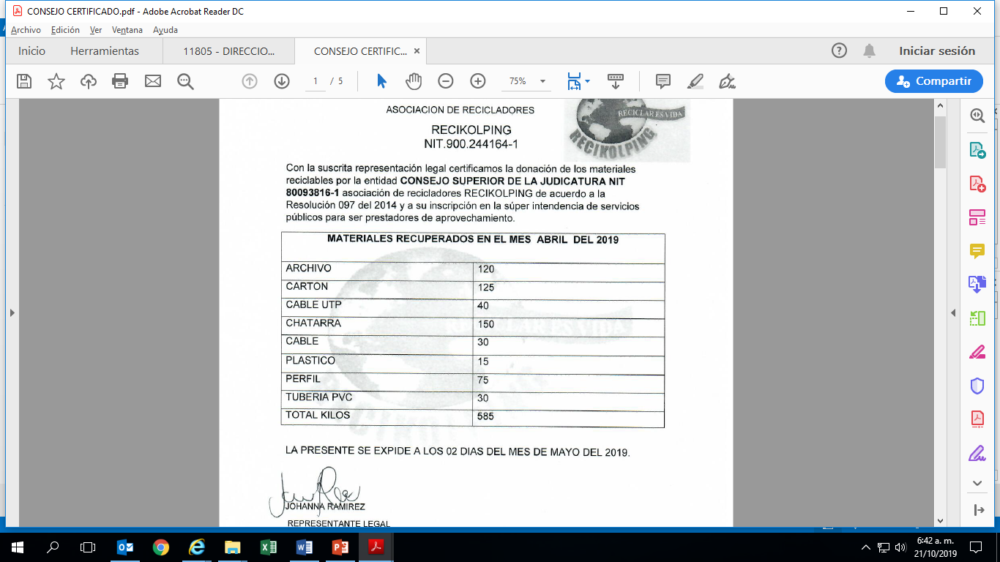 CONSEJO CERTIFICADO.pdf - Adobe Acrobat Reader DC
Archivo Edición Ver Ventana Ayuda
Inicio Herramientas 11805 - DIRECCIO... CONSEJO CERTIFIC... Iniciar sesión
1 / 5 75% Compartir
ASOCIACION DE RECICLADORES
RECIKOLPING
NIT.900.244164-1
RECICLAR ES VIDA
RECIKOLPING
Con la suscrita representación legal certificamos la donación de los materiales
reciclables por la entidad CONSEJO SUPERIOR DE LA JUDICATURA NIT
80093816-1 asociación de recicladores RECIKOLPING de acuerdo a la
Resolución 097 del 2014 y a su inscripción en la súper intendencia de servicios
públicos para ser prestadores de aprovechamiento.
MATERIALES RECUPERADOS EN EL MES ABRIL DEL 2019
ARCHIVO 120
CARTON 125
CABLE UTP 40
CHATARRA 150
CABLE 30
PLASTICO 15
PERFIL 75
TUBERIA PVC 30
TOTAL KILOS 585
RECICLAR ES VIDA
LA PRESENTE SE EXPIDE A LOS 02 DIAS DEL MES DE MAYO DEL 2019.
JOHANNA RAMIREZ
REPRESENTANTE LEGAL
6:42 a. m.
21/10/2019